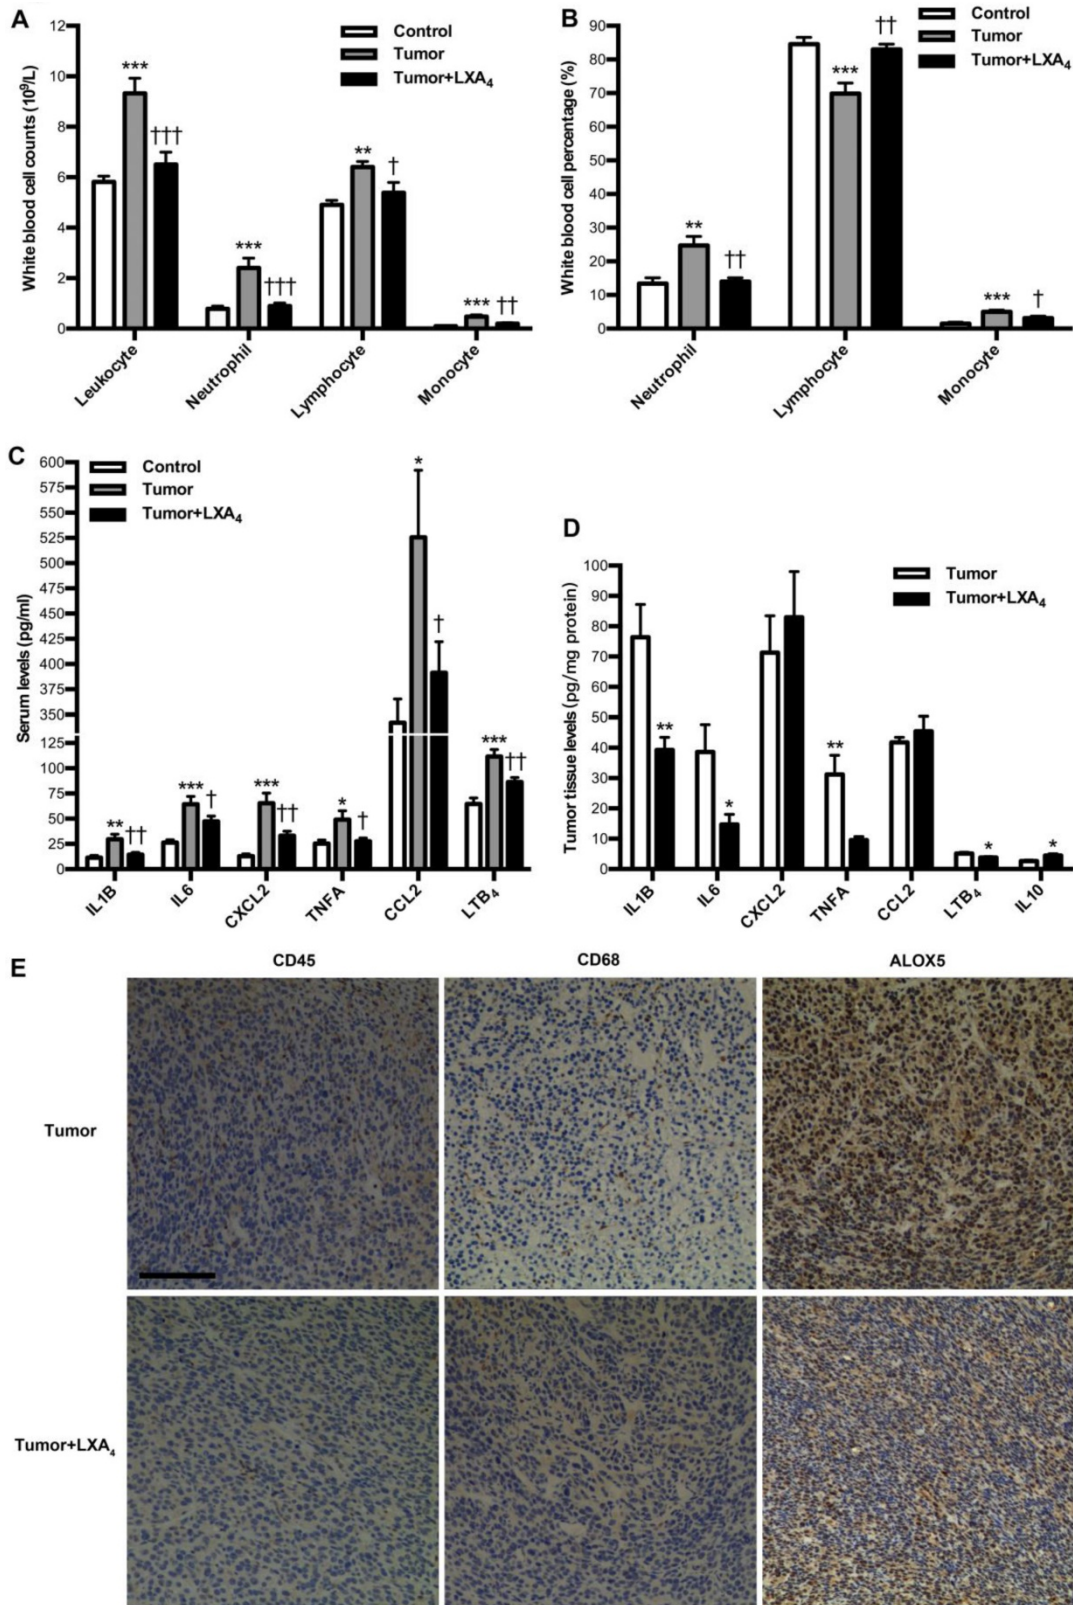 A
12
10
8
6
4
2
0
White blood cell counts (10⁹/L)
Control
Tumor
Tumor+LXA₄
***
†††
***
†††
**
†
***
††
Leukocyte
Neutrophil
Lymphocyte
Monocyte
B
90
80
70
60
50
40
30
20
10
0
White blood cell percentage (%)
Control
Tumor
Tumor+LXA₄
**
††
***
††
***
†
Neutrophil
Lymphocyte
Monocyte
C
600
575
550
525
500
475
450
425
400
375
350
125
100
75
50
25
0
Serum levels (pg/ml)
Control
Tumor
Tumor+LXA₄
**
††
***
†
***
††
*
†
*
†
***
††
IL1B
IL6
CXCL2
TNFA
CCL2
LTB₄
D
100
90
80
70
60
50
40
30
20
10
0
Tumor tissue levels (pg/mg protein)
Tumor
Tumor+LXA₄
**
*
**
*
*
IL1B
IL6
CXCL2
TNFA
CCL2
LTB₄
IL10
E
CD45
CD68
ALOX5
Tumor
Tumor+LXA₄